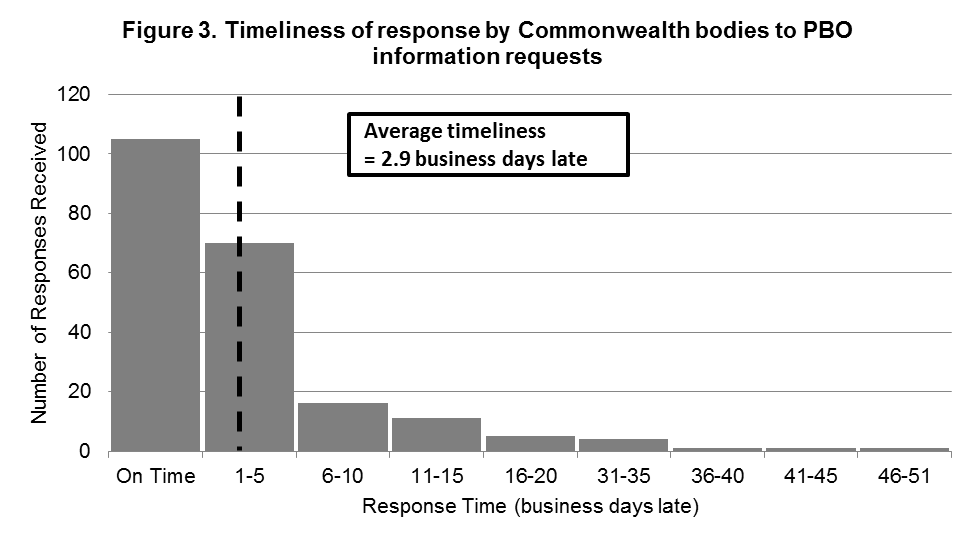 Figure 3. Timeliness of response by Commonwealth bodies to PBO
information requests
Number of Responses Received
120
100
80
60
40
20
0
Average timeliness
= 2.9 business days late
On Time 1-5 6-10 11-15 16-20 31-35 36-40 41-45 46-51
Response Time (business days late)